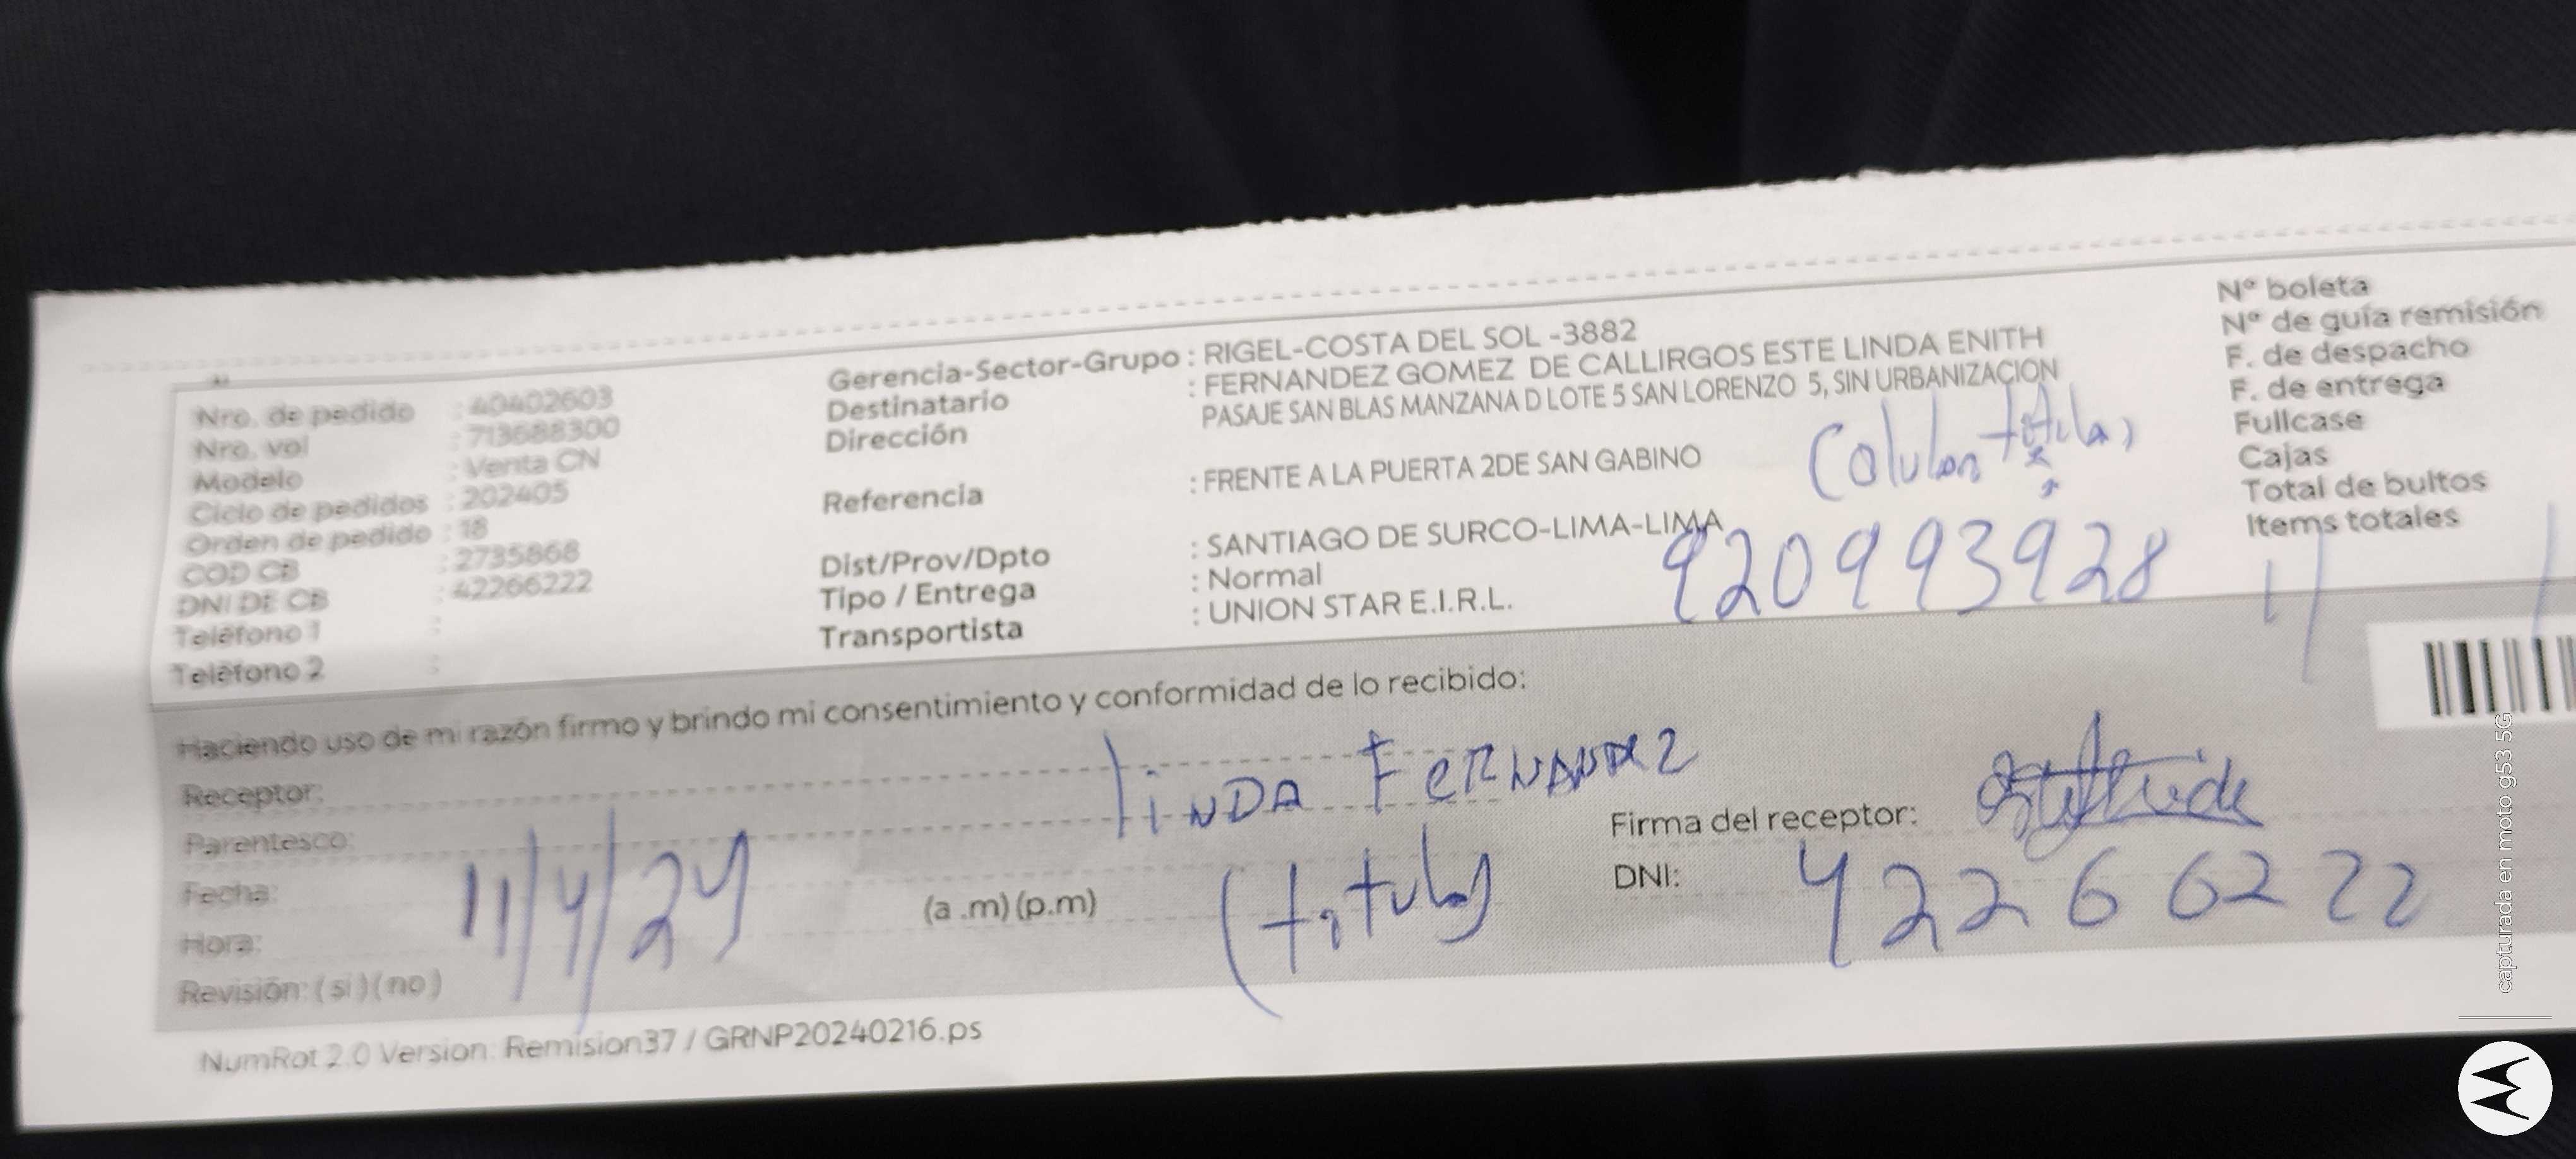 Nro. de pedido : 40402603
Nro. vol : 713688300
Modelo : Venta CN
Ciclo de pedidos : 202405
Orden de pedido : 18
COD CB : 2735868
DNI DE CB : 42266222
Teléfono 1 :
Teléfono 2 :
Gerencia-Sector-Grupo : RIGEL-COSTA DEL SOL -3882
Destinatario : FERNANDEZ GOMEZ DE CALLIRGOS ESTE LINDA ENITH
Dirección PASAJE SAN BLAS MANZANA D LOTE 5 SAN LORENZO 5, SIN URBANIZACION
Referencia : FRENTE A LA PUERTA 2DE SAN GABINO
Dist/Prov/Dpto : SANTIAGO DE SURCO-LIMA-LIMA
Tipo / Entrega : Normal
Transportista : UNION STAR E.I.R.L.
920993928
N° boleta
N° de guía remisión
F. de despacho
F. de entrega
Fullcase
Cajas
Total de bultos
Items totales
Haciendo uso de mi razón firmo y brindo mi consentimiento y conformidad de lo recibido:
Receptor: LiNDA FeRNANDEZ
Parentesco: (titular)
Fecha: 11/4/24
Hora: (a .m) (p.m)
Revisión: ( si ) ( no )
Firma del receptor:
DNI: 42266222
NumRot 2.0 Version: Remision37 / GRNP20240216.ps
capturada en moto g53 5G